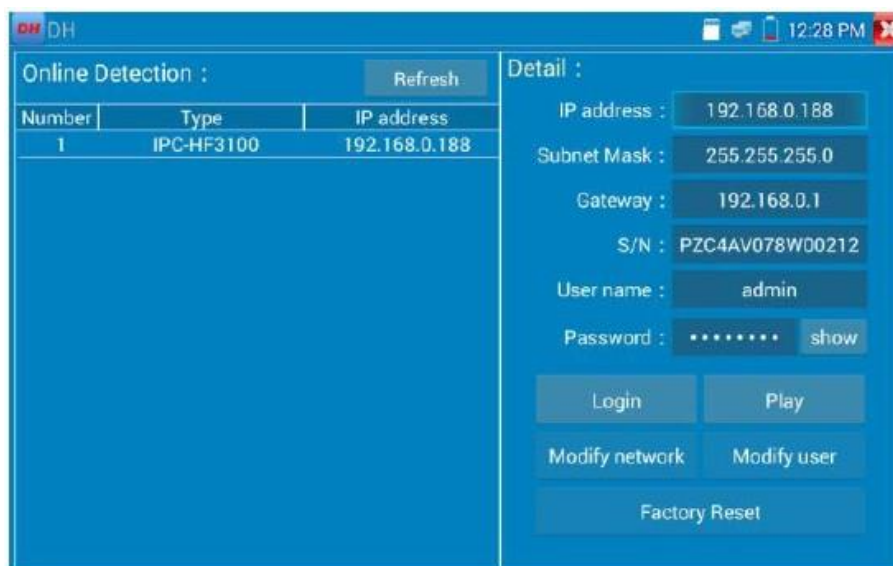 DH DH 12:28 PM
Online Detection :
Refresh
Number Type IP address
1 IPC-HF3100 192.168.0.188
Detail :
IP address : 192.168.0.188
Subnet Mask : 255.255.255.0
Gateway : 192.168.0.1
S/N : PZC4AV078W00212
User name : admin
Password : •••••••• show
Login Play
Modify network Modify user
Factory Reset